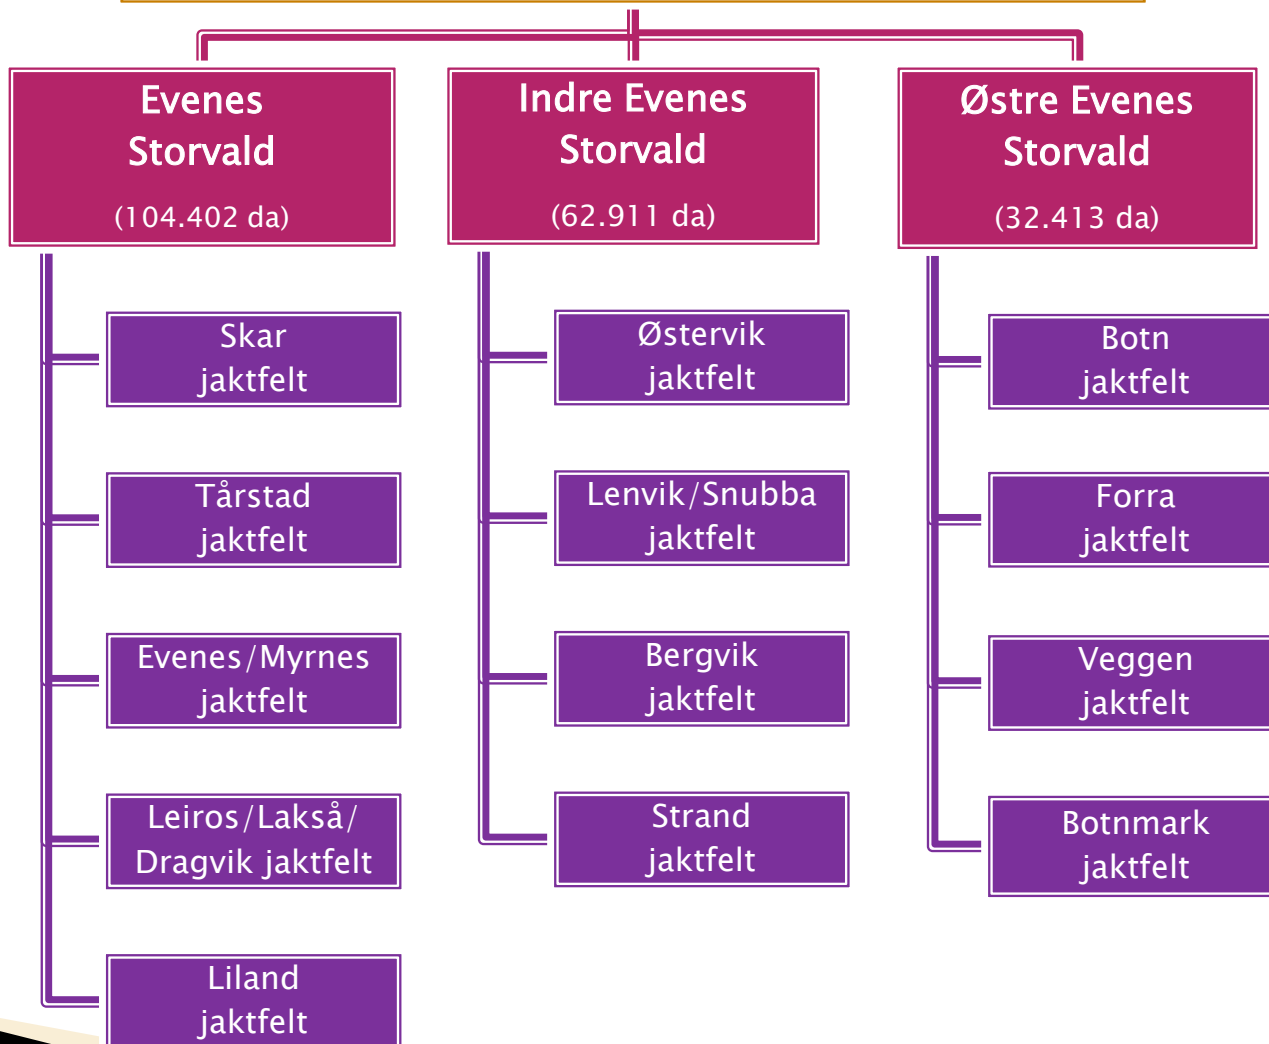 Evenes
Storvald
(104.402 da)
Skar
jaktfelt
Tårstad
jaktfelt
Evenes/Myrnes
jaktfelt
Leiros/Lakså/
Dragvik jaktfelt
Liland
jaktfelt
Indre Evenes
Storvald
(62.911 da)
Østervik
jaktfelt
Lenvik/Snubba
jaktfelt
Bergvik
jaktfelt
Strand
jaktfelt
Østre Evenes
Storvald
(32.413 da)
Botn
jaktfelt
Forra
jaktfelt
Veggen
jaktfelt
Botnmark
jaktfelt